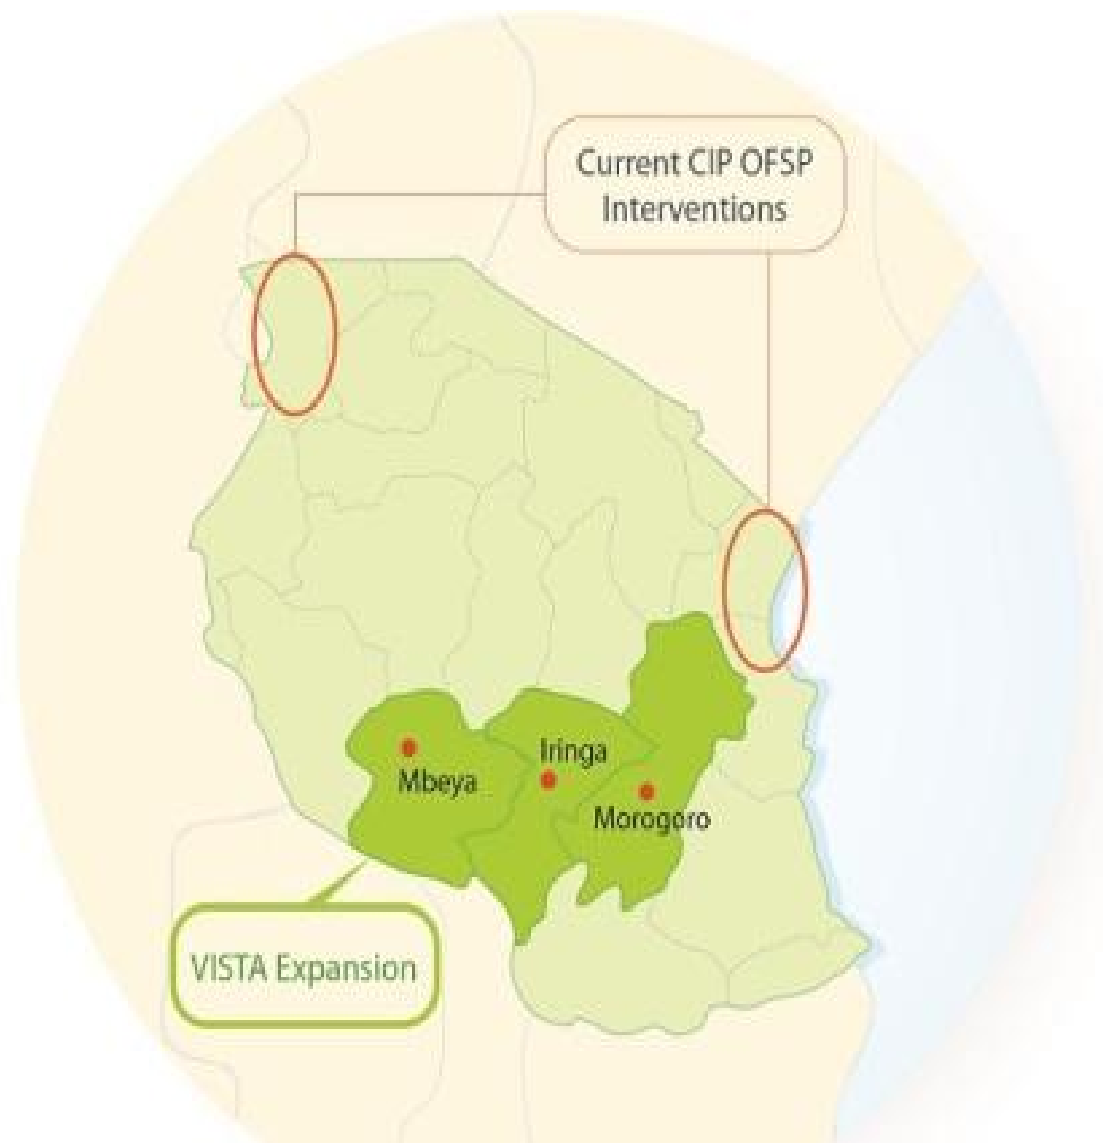 Current CIP OFSP
Interventions
Iringa
Mbeya
Morogoro
VISTA Expansion